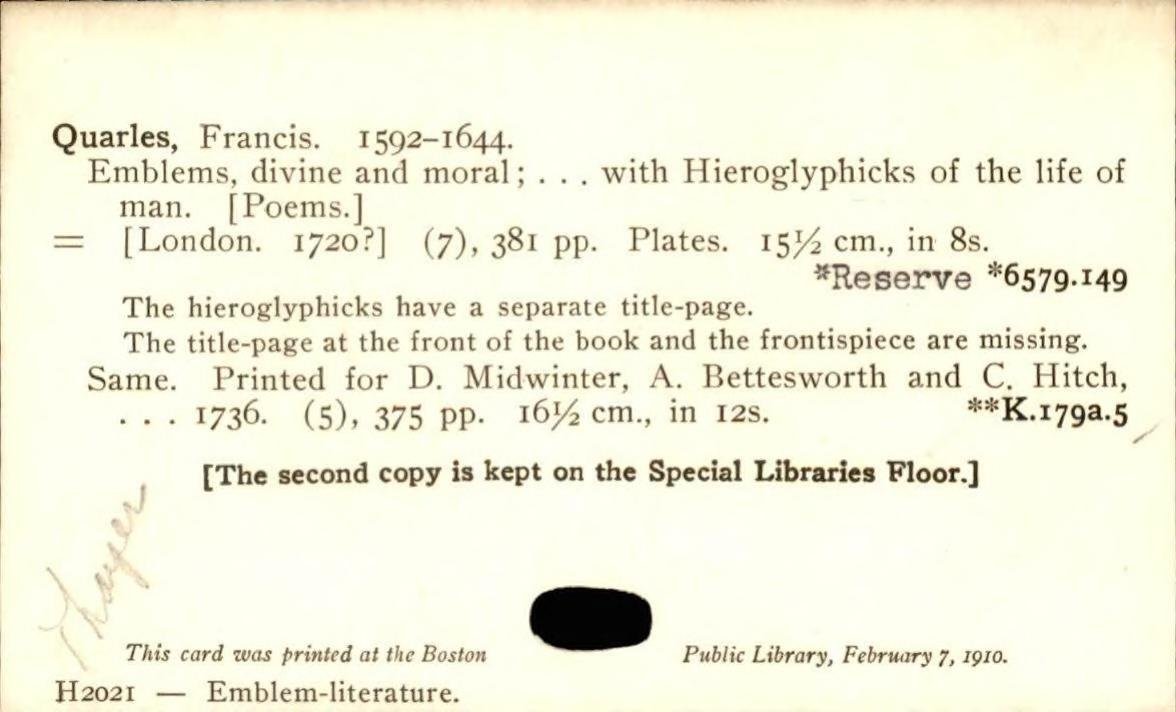 Quarles, Francis. 1592-1644.
Emblems, divine and moral; . . . with Hieroglyphicks of the life of
man. [Poems.]
= [London. 1720?] (7), 381 pp. Plates. 15½ cm., in 8s.
*Reserve *6579.149
The hieroglyphicks have a separate title-page.
The title-page at the front of the book and the frontispiece are missing.
Same. Printed for D. Midwinter, A. Bettesworth and C. Hitch,
. . . 1736. (5), 375 pp. 16½ cm., in 12s. **K.179a.5
[The second copy is kept on the Special Libraries Floor.]
Thayer
This card was printed at the Boston Public Library, February 7, 1910.
H2021 — Emblem-literature.